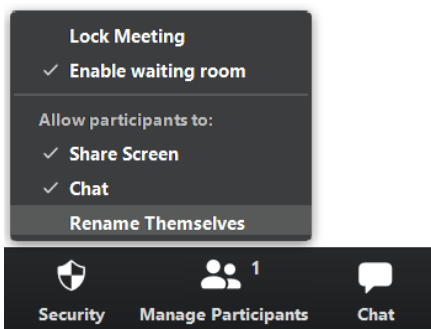 Lock Meeting
✓ Enable waiting room
Allow participants to:
✓ Share Screen
✓ Chat
Rename Themselves
1
Security Manage Participants Chat